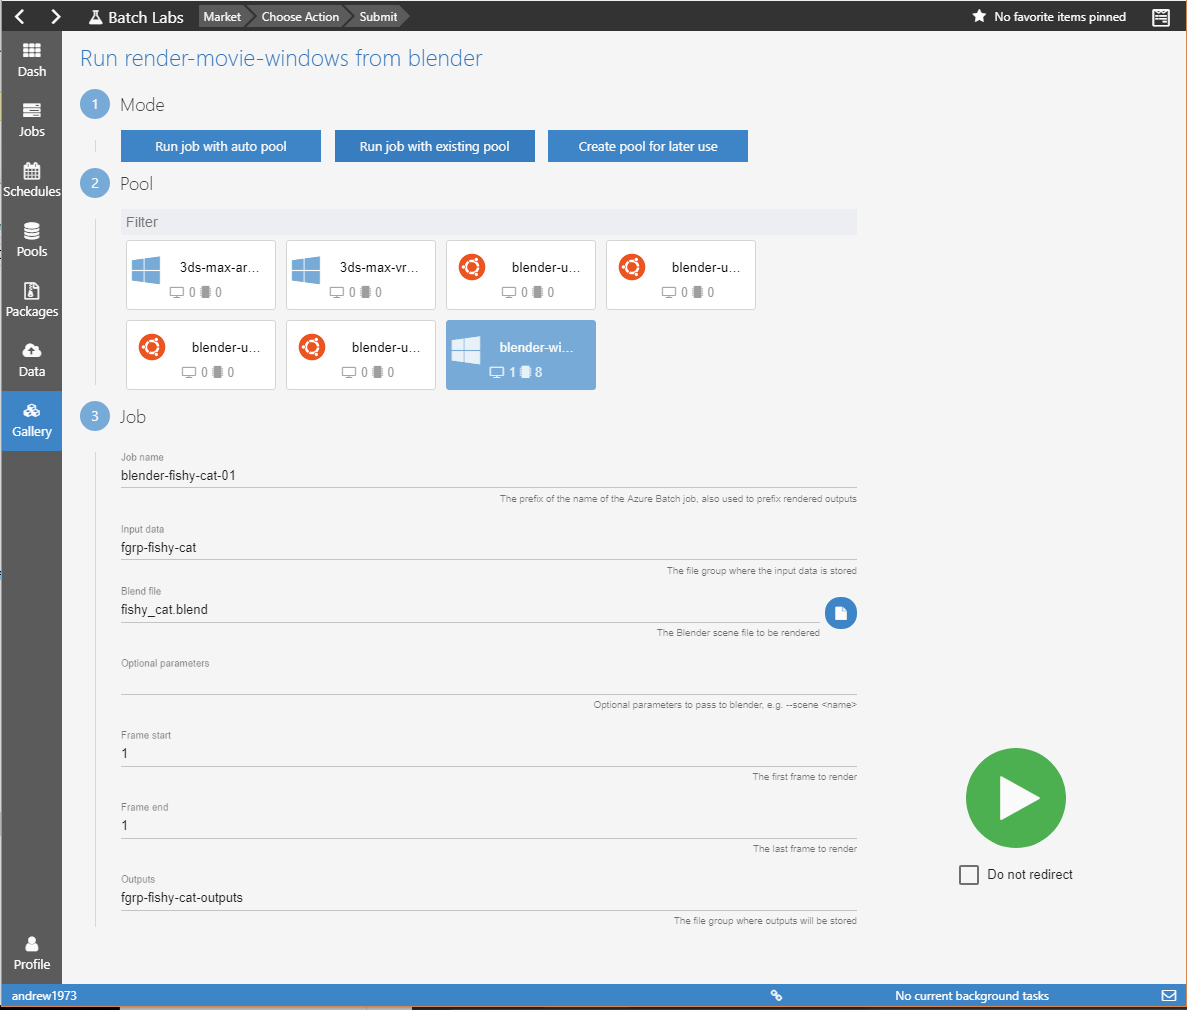 Batch Labs Market Choose Action Submit No favorite items pinned
Dash
Jobs
Schedules
Pools
Packages
Data
Gallery
Profile
Run render-movie-windows from blender
1 Mode
Run job with auto pool Run job with existing pool Create pool for later use
2 Pool
Filter
3ds-max-ar... 3ds-max-vr... blender-u... blender-u...
0 0 0 0 0 0 0 0
blender-u... blender-u... blender-wi...
0 0 0 0 1 8
3 Job
Job name
blender-fishy-cat-01
The prefix of the name of the Azure Batch job, also used to prefix rendered outputs
Input data
fgrp-fishy-cat
The file group where the input data is stored
Blend file
fishy_cat.blend
The Blender scene file to be rendered
Optional parameters
Optional parameters to pass to blender, e.g. --scene <name>
Frame start
1
The first frame to render
Frame end
1
The last frame to render
Do not redirect
Outputs
fgrp-fishy-cat-outputs
The file group where outputs will be stored
andrew1973 No current background tasks